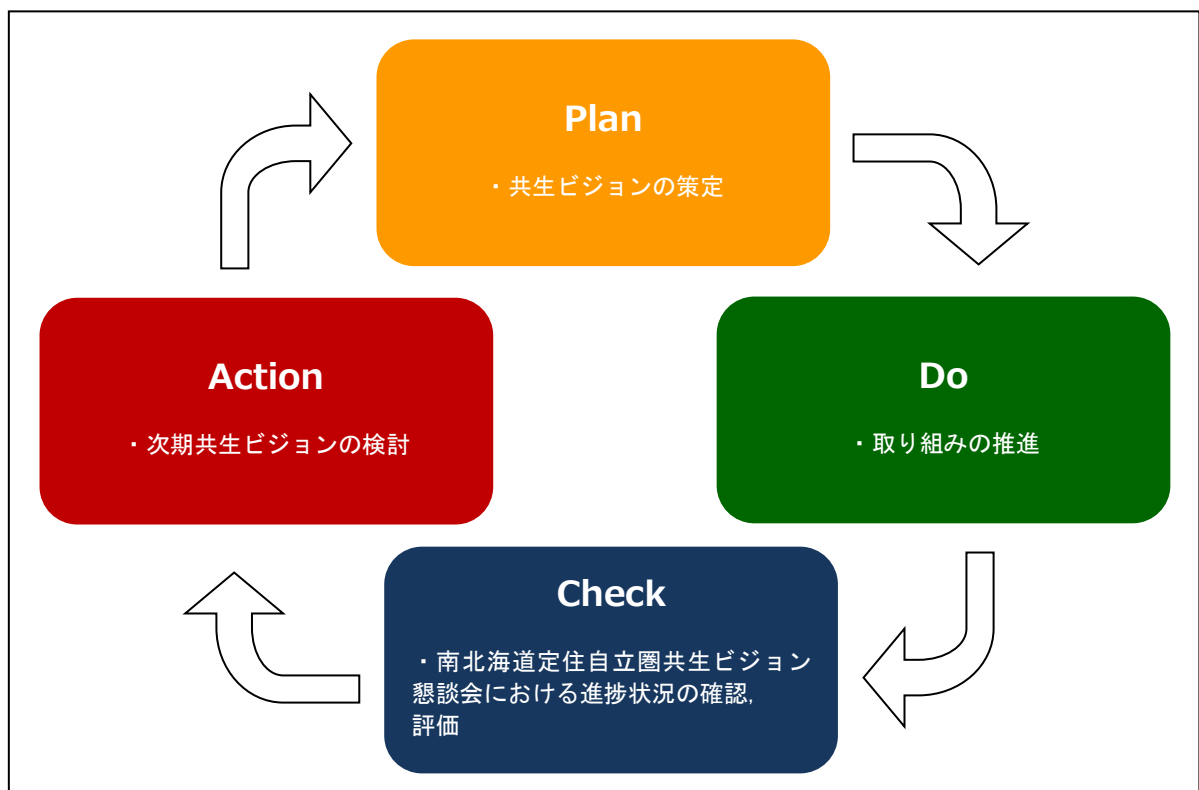 Plan
・共生ビジョンの策定
Action
・次期共生ビジョンの検討
Do
・取り組みの推進
Check
・南北海道定住自立圏共生ビジョン
懇談会における進捗状況の確認,
評価